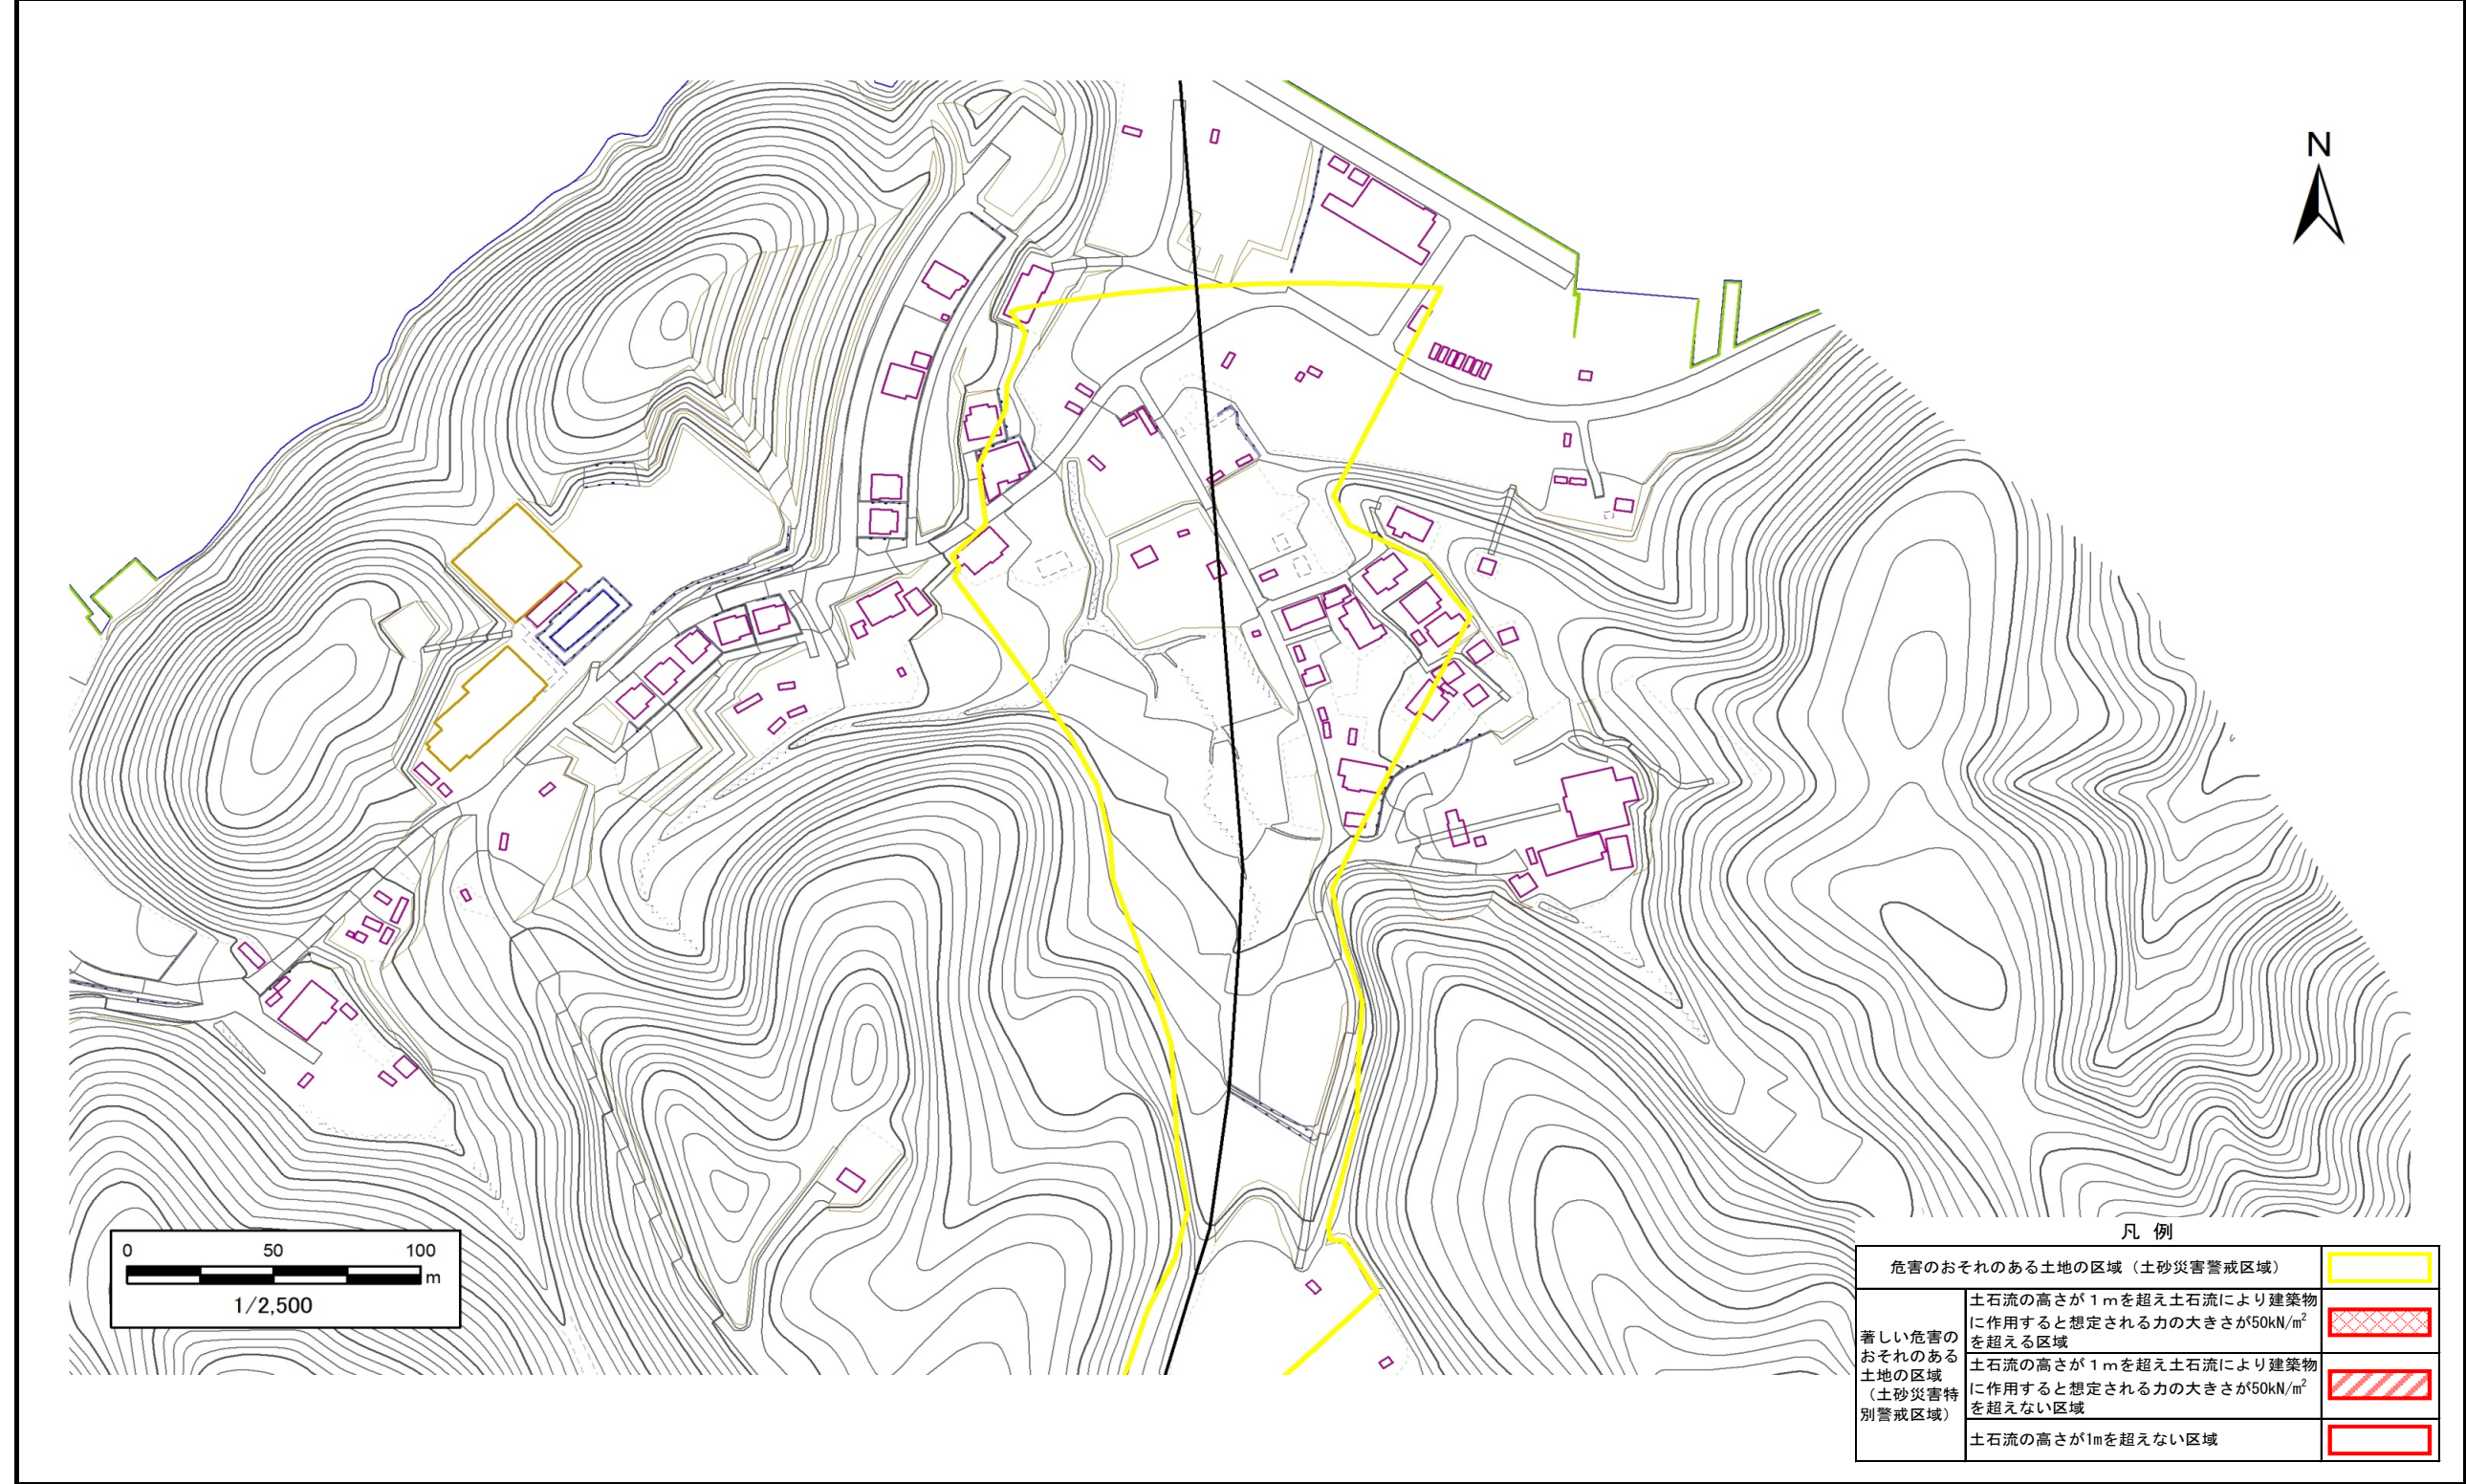 N
0 50 100
m
1/2,500
凡 例
危害のおそれのある土地の区域（土砂災害警戒区域）
著しい危害の
おそれのある
土地の区域
（土砂災害特
別警戒区域）
土石流の高さが１ｍを超え土石流により建築物
に作用すると想定される力の大きさが50kN/m²
を超える区域
土石流の高さが１ｍを超え土石流により建築物
に作用すると想定される力の大きさが50kN/m²
を超えない区域
土石流の高さが1mを超えない区域